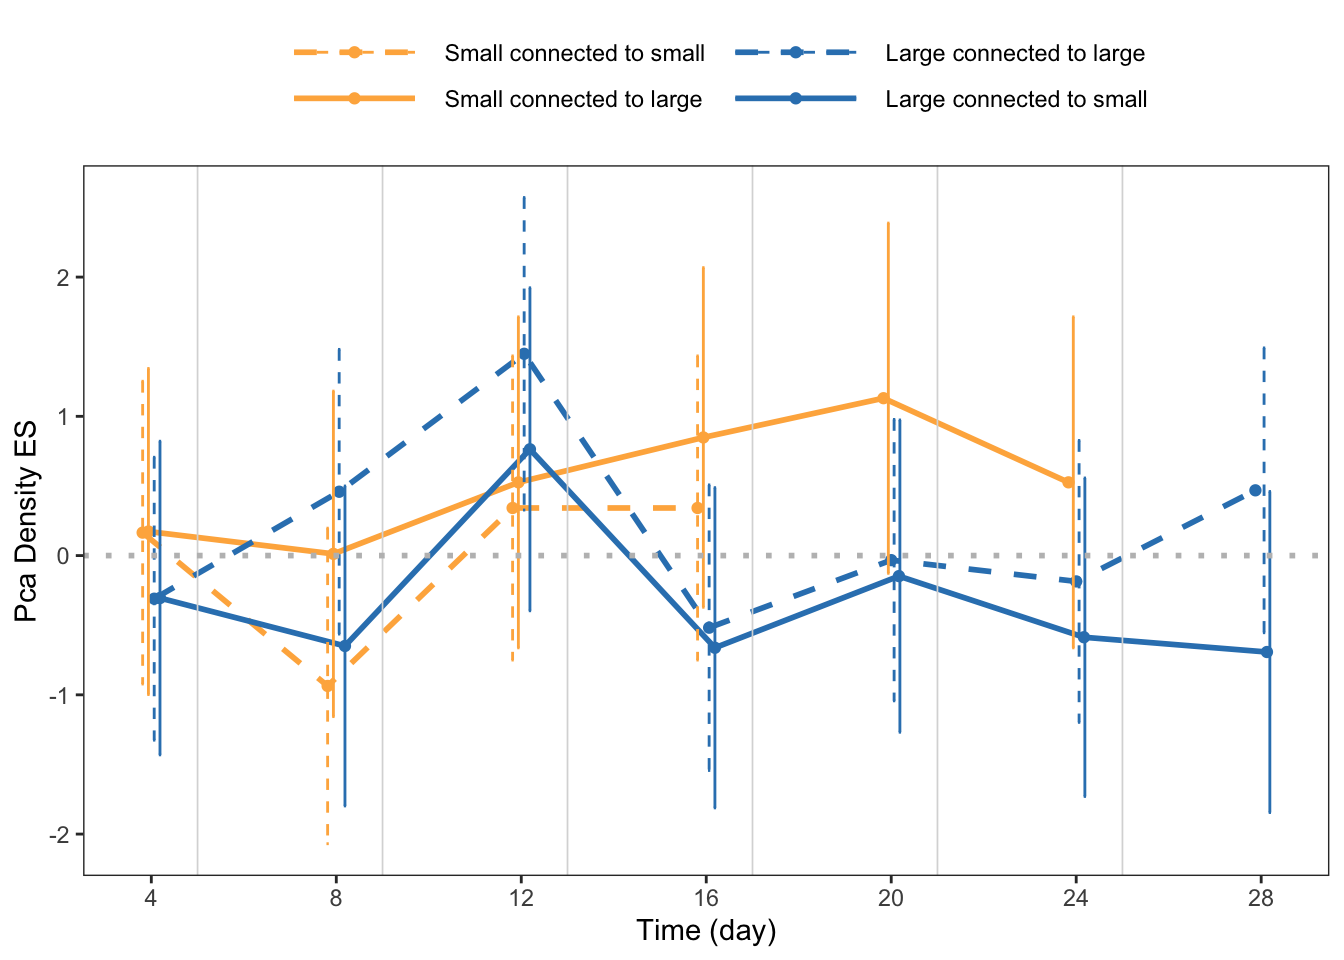 Small connected to small
Large connected to large
Small connected to large
Large connected to small
Pca Density ES
2
1
0
-1
-2
4 8 12 16 20 24 28
Time (day)